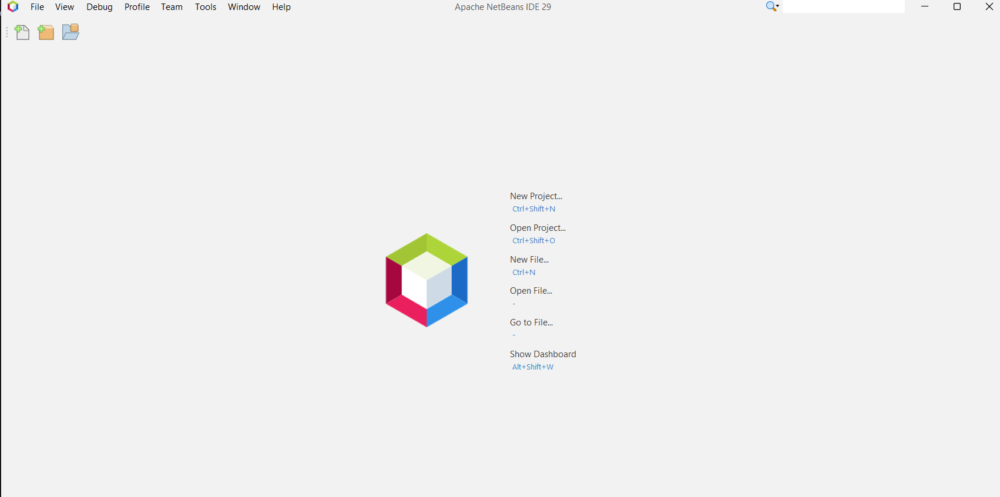 File View Debug Profile Team Tools Window Help Apache NetBeans IDE 29
New Project...
Ctrl+Shift+N
Open Project...
Ctrl+Shift+O
New File...
Ctrl+N
Open File...
-
Go to File...
-
Show Dashboard
Alt+Shift+W